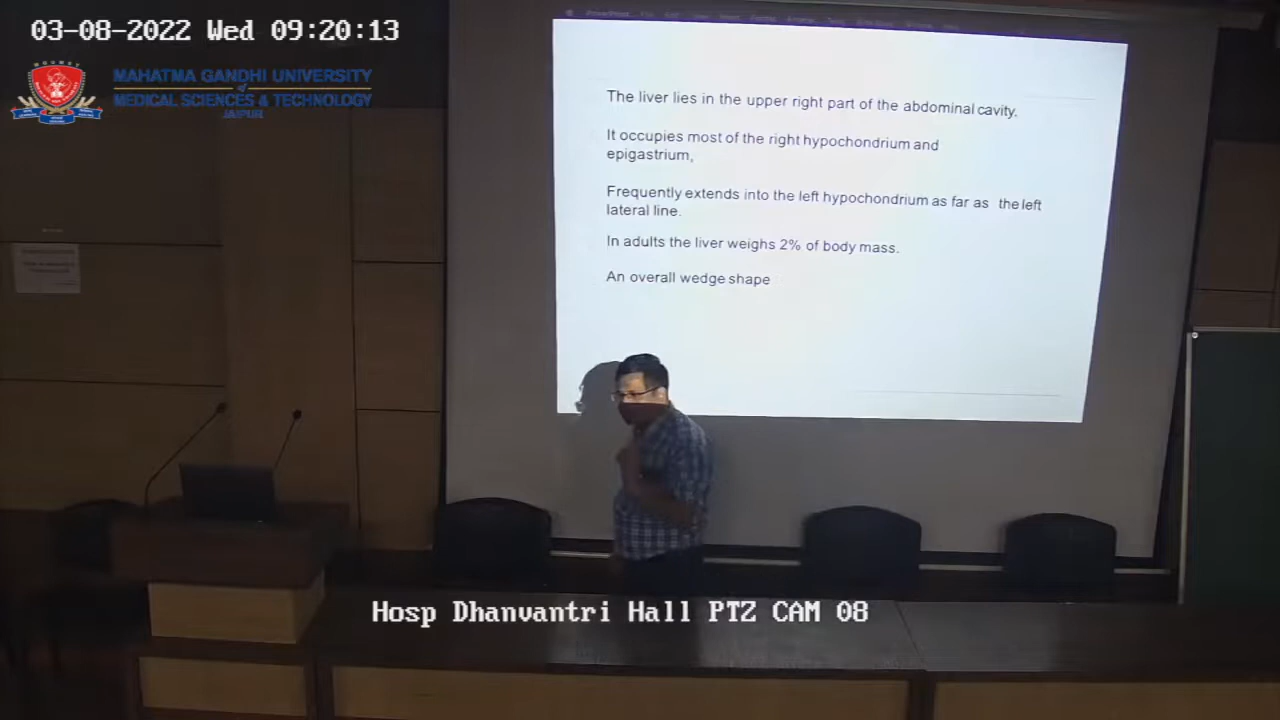 03-08-2022 Wed 09:20:13
MAHATMA GANDHI UNIVERSITY
of
MEDICAL SCIENCES & TECHNOLOGY
JAIPUR
The liver lies in the upper right part of the abdominal cavity.
It occupies most of the right hypochondrium and
epigastrium,
Frequently extends into the left hypochondrium as far as the left
lateral line.
In adults the liver weighs 2% of body mass.
An overall wedge shape
Hosp Dhanvantri Hall PTZ CAM 08